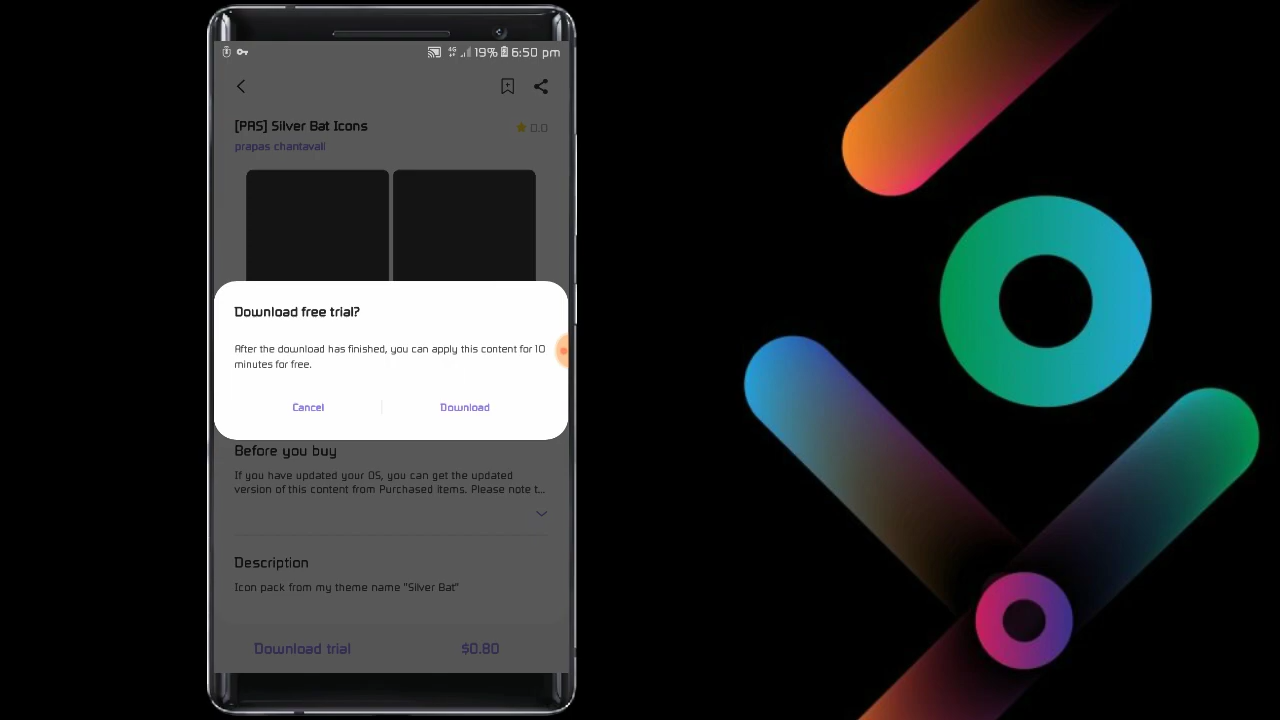 4G 19% 6:50 pm
[PAS] Silver Bat Icons
0.0
prapas chantavali
Download free trial?
After the download has finished, you can apply this content for 10
minutes for free.
Cancel
Download
Before you buy
If you have updated your OS, you can get the updated
version of this content from Purchased Items. Please note t...
Description
Icon pack from my theme name "Silver Bat"
Download trial
$0.80